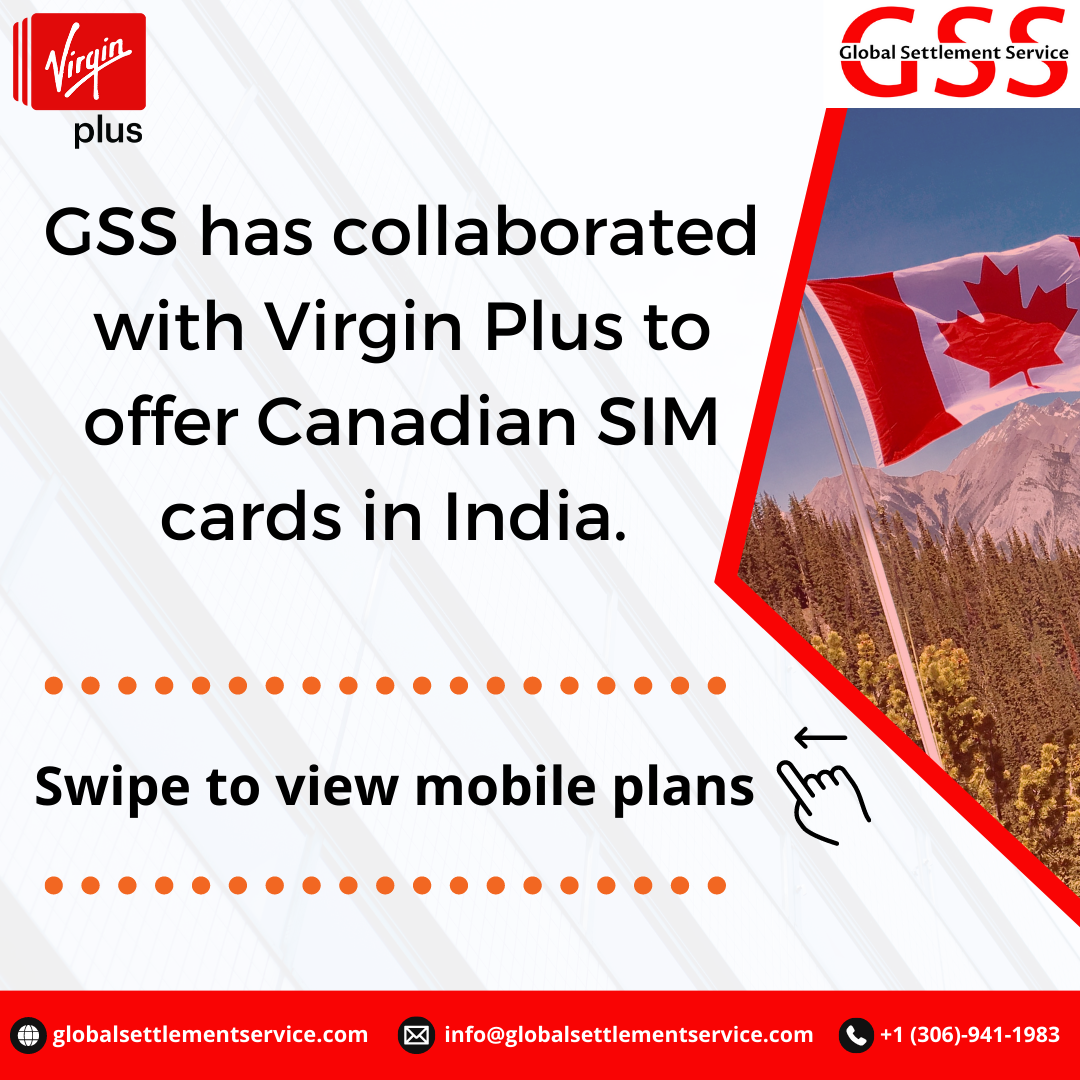 Virgin
plus
GSS
Global Settlement Service
GSS has collaborated
with Virgin Plus to
offer Canadian SIM
cards in India.
Swipe to view mobile plans
globalsettlementservice.com
info@globalsettlementservice.com
+1 (306)-941-1983